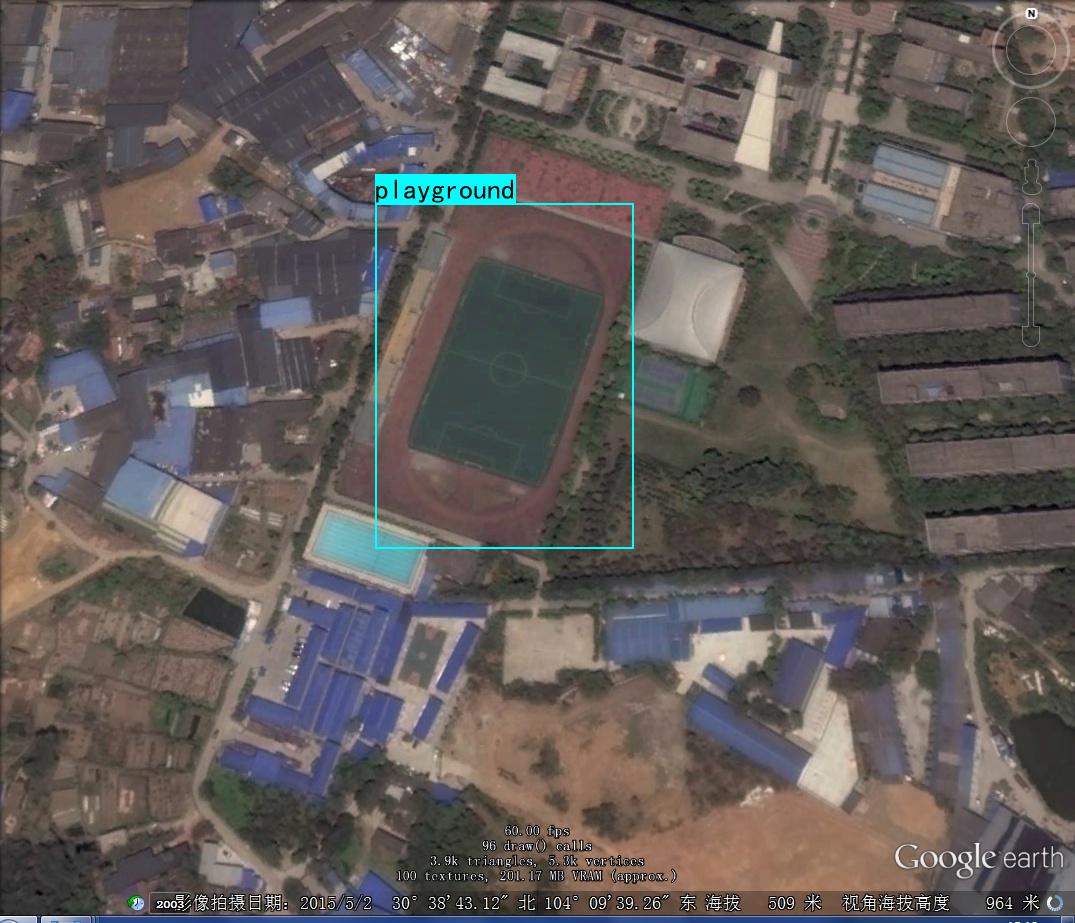 N
playground
60.00 fps
96 draw() calls
3.9k triangles, 5.3k vertices
100 textures, 201.17 MB VRAM (approx.)
Google earth
2003 影像拍摄日期: 2015/5/2 30° 38′43.12″ 北 104° 09′39.26″ 东 海拔 509 米 视角海拔高度 964 米